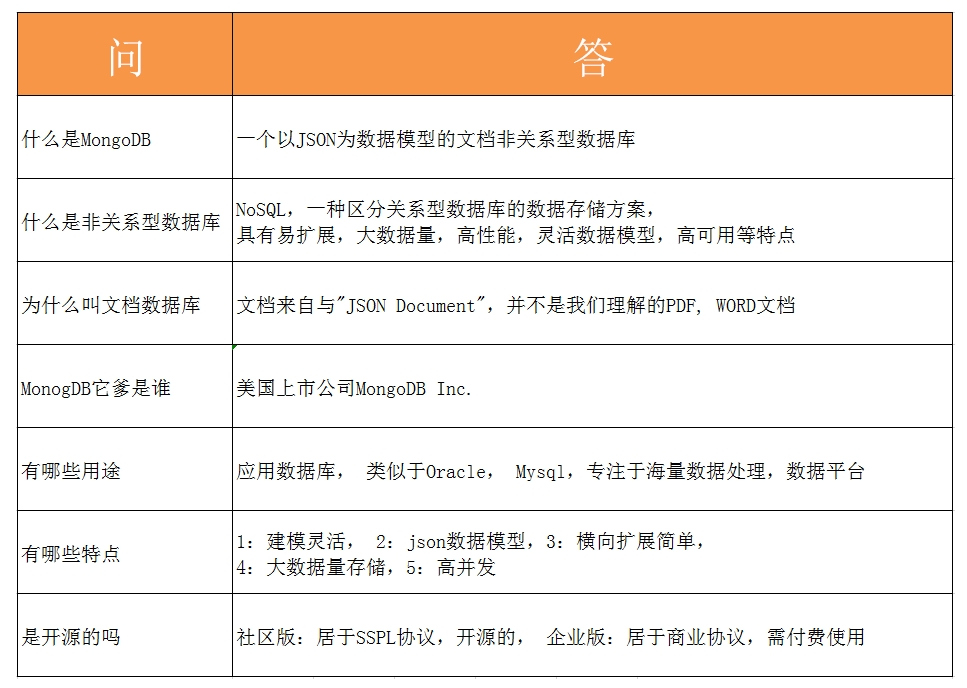 问 答
什么是MongoDB 一个以JSON为数据模型的文档非关系型数据库
什么是非关系型数据库 NoSQL，一种区分关系型数据库的数据存储方案，
具有易扩展，大数据量，高性能，灵活数据模型，高可用等特点
为什么叫文档数据库 文档来自与"JSON Document"，并不是我们理解的PDF, WORD文档
MonogDB它爹是谁 美国上市公司MongoDB Inc.
有哪些用途 应用数据库， 类似于Oracle， Mysql，专注于海量数据处理，数据平台
有哪些特点 1：建模灵活， 2：json数据模型，3：横向扩展简单，
4：大数据量存储，5：高并发
是开源的吗 社区版：居于SSPL协议，开源的， 企业版：居于商业协议，需付费使用